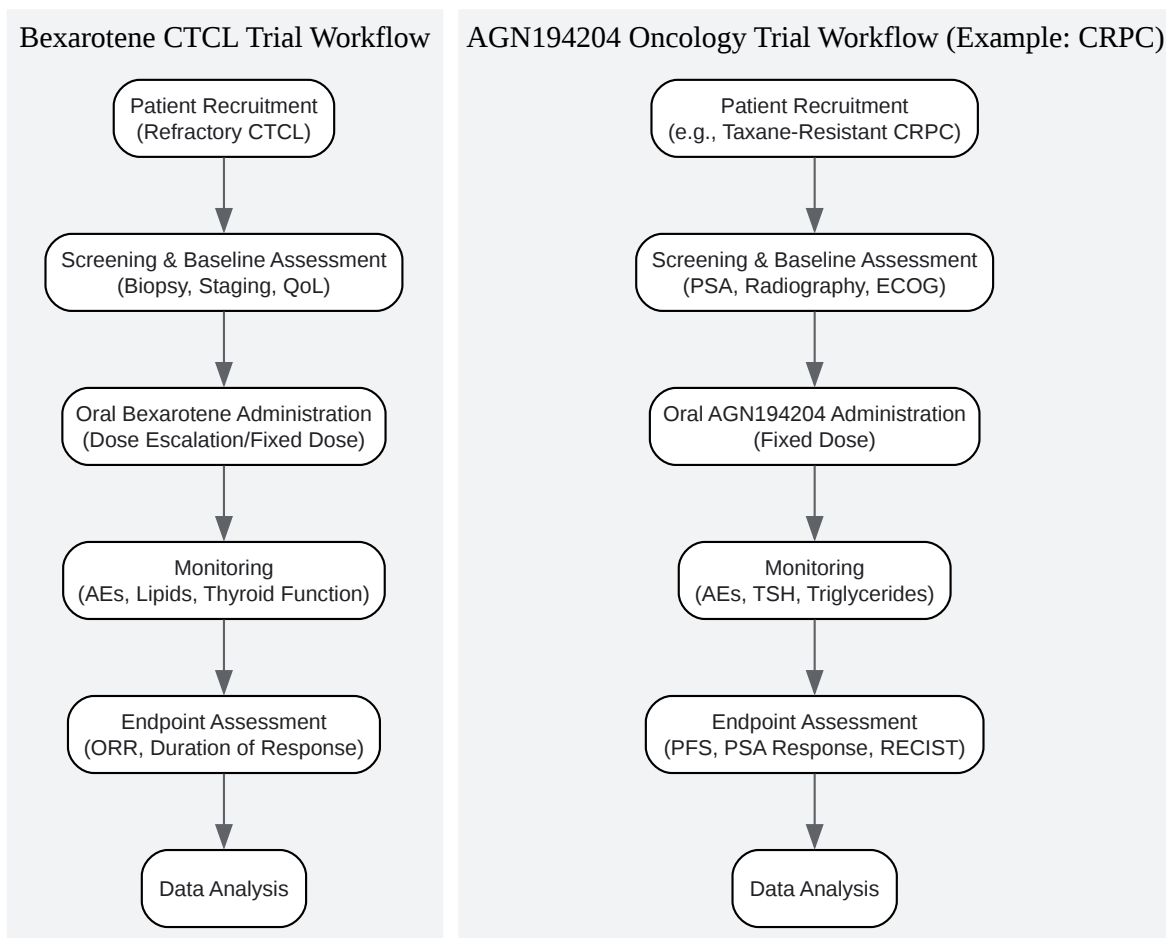 Bexarotene CTCL Trial Workflow
Patient Recruitment
(Refractory CTCL)
Screening & Baseline Assessment
(Biopsy, Staging, QoL)
Oral Bexarotene Administration
(Dose Escalation/Fixed Dose)
Monitoring
(AEs, Lipids, Thyroid Function)
Endpoint Assessment
(ORR, Duration of Response)
Data Analysis
AGN194204 Oncology Trial Workflow (Example: CRPC)
Patient Recruitment
(e.g., Taxane-Resistant CRPC)
Screening & Baseline Assessment
(PSA, Radiography, ECOG)
Oral AGN194204 Administration
(Fixed Dose)
Monitoring
(AEs, TSH, Triglycerides)
Endpoint Assessment
(PFS, PSA Response, RECIST)
Data Analysis